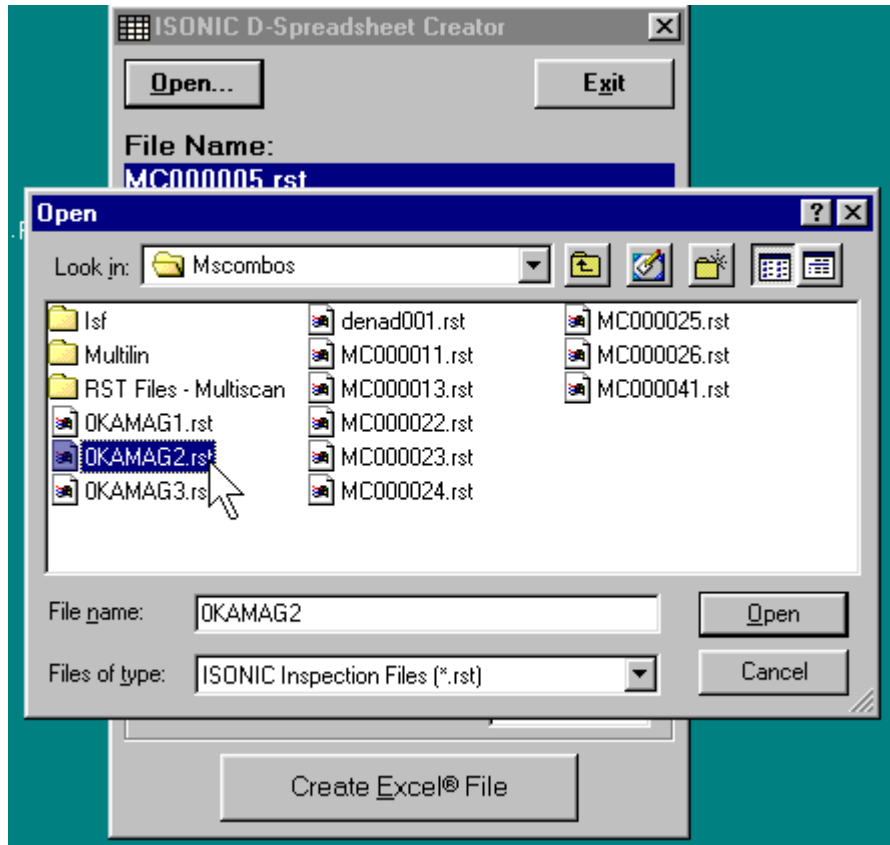 ISONIC D-Spreadsheet Creator
Open... Exit
File Name:
MC000005.rst
Open
Look in: Mscombos
lsf denad001.rst MC000025.rst
Multilin MC000011.rst MC000026.rst
RST Files - Multiscan MC000013.rst MC000041.rst
0KAMAG1.rst MC000022.rst
0KAMAG2.rst MC000023.rst
0KAMAG3.rs MC000024.rst
File name: 0KAMAG2 Open
Files of type: ISONIC Inspection Files (*.rst) Cancel
Create Excel® File